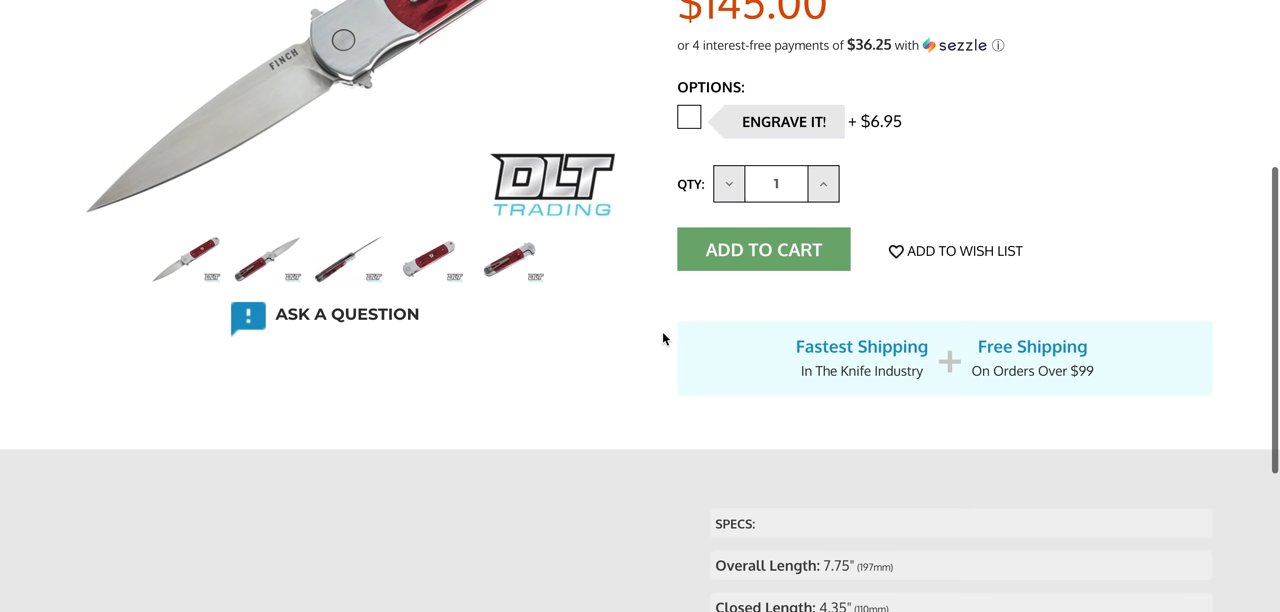 $145.00
or 4 interest-free payments of $36.25 with sezzle
OPTIONS:
ENGRAVE IT! + $6.95
QTY: 1
ADD TO CART
ADD TO WISH LIST
FINCH
DLT
TRADING
ASK A QUESTION
Fastest Shipping
In The Knife Industry
+
Free Shipping
On Orders Over $99
SPECS:
Overall Length: 7.75" (197mm)
Closed Length: 4.35" (110mm)